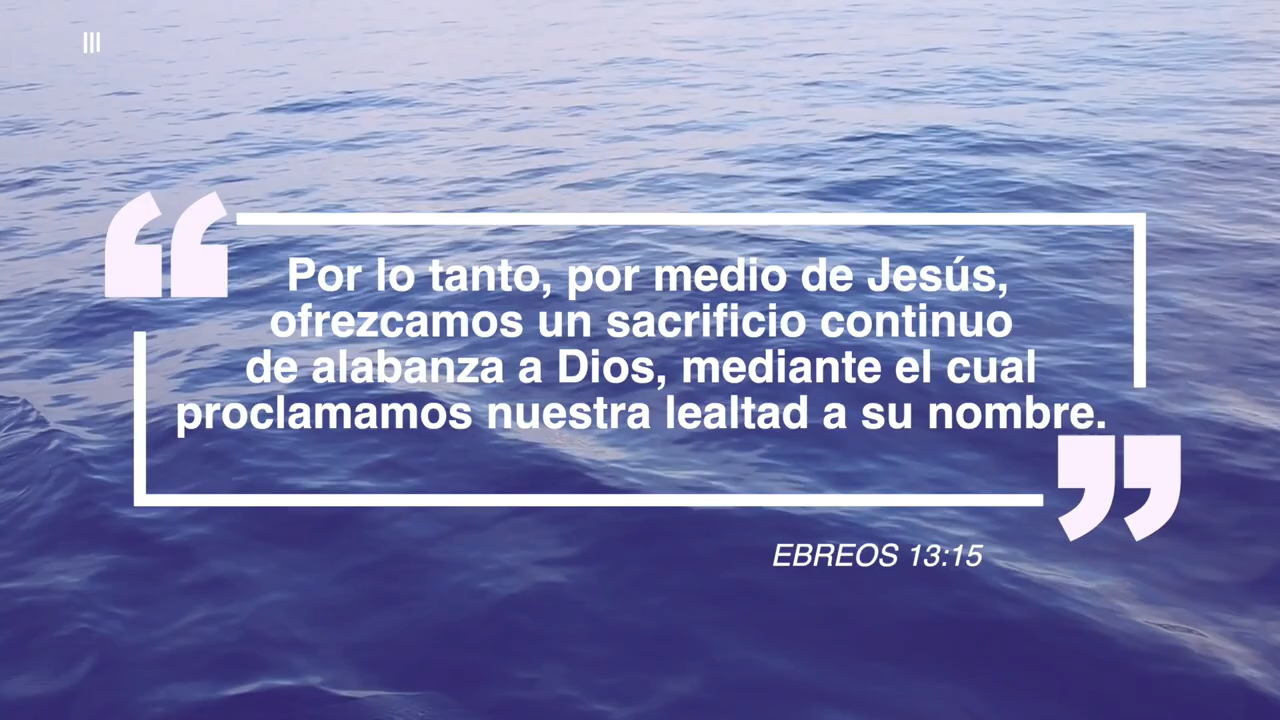 Por lo tanto, por medio de Jesús,
ofrezcamos un sacrificio continuo
de alabanza a Dios, mediante el cual
proclamamos nuestra lealtad a su nombre.
EBREOS 13:15